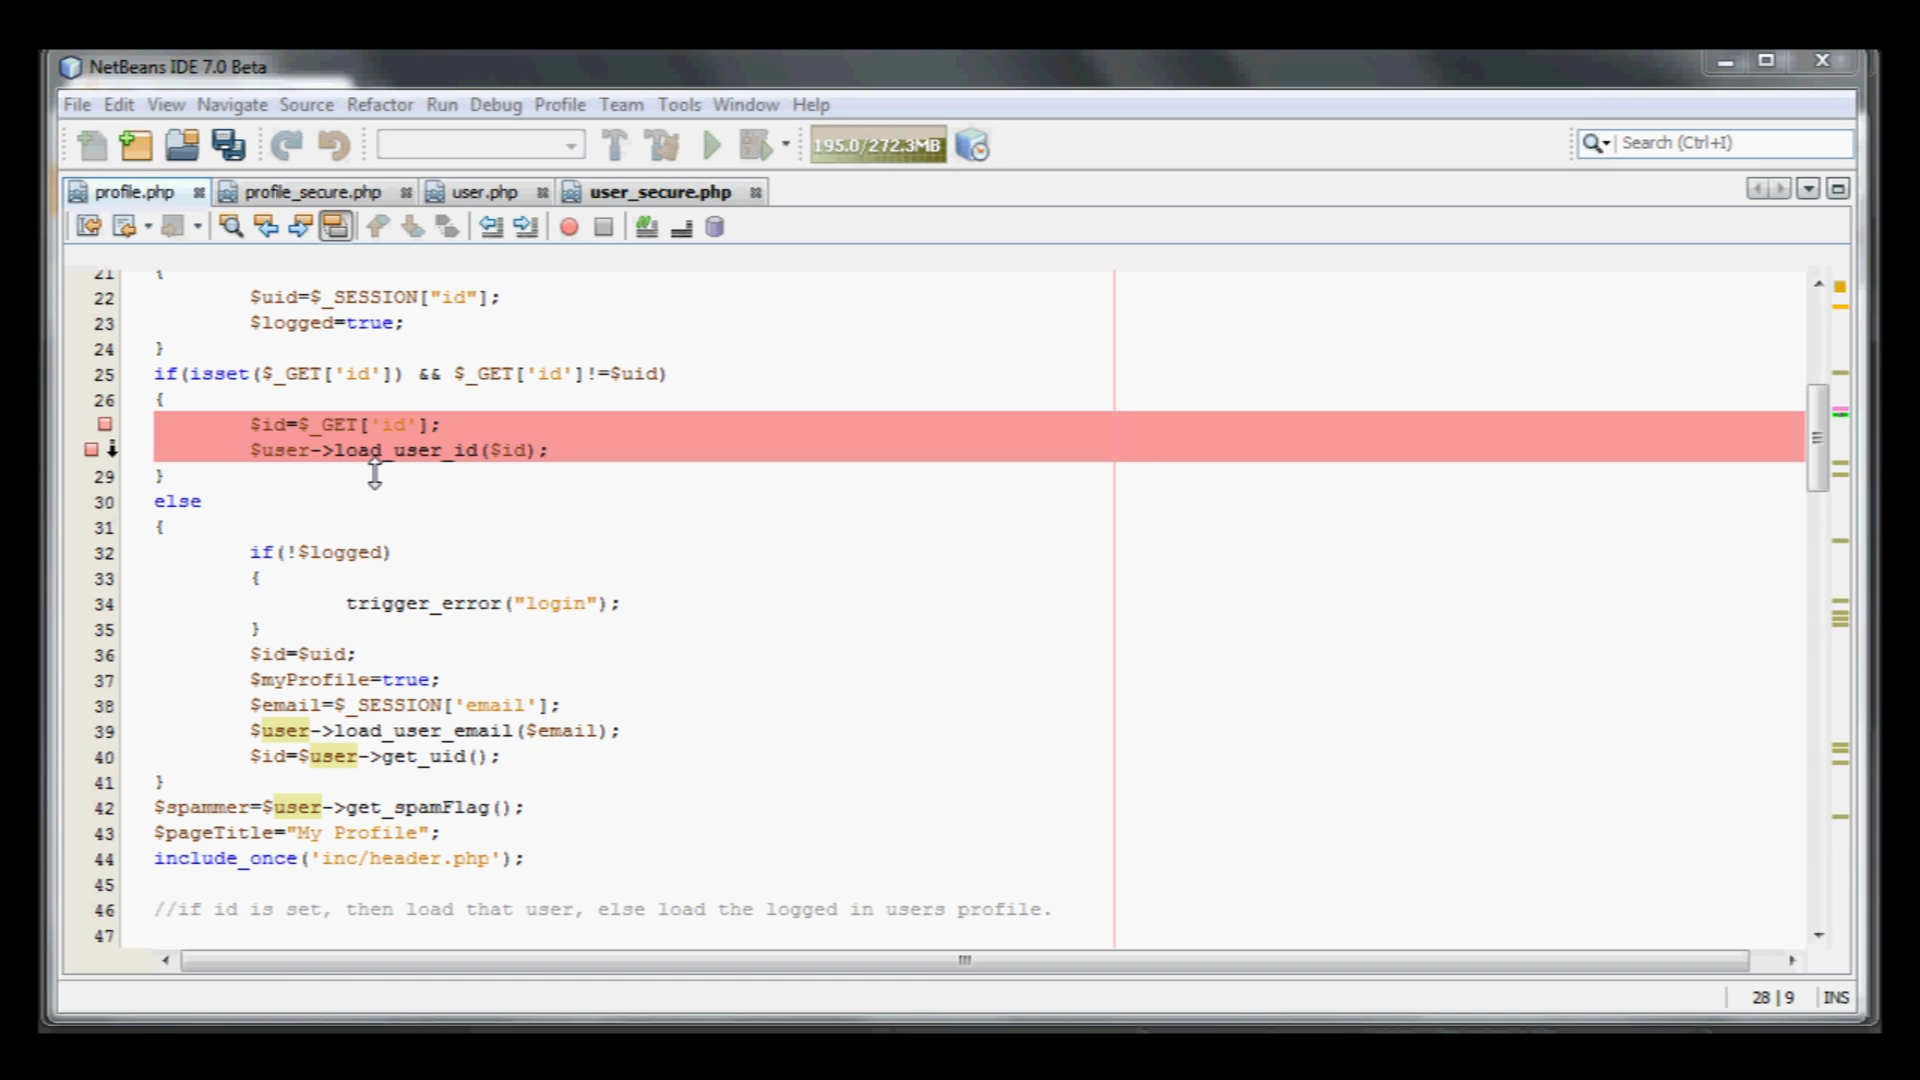 NetBeans IDE 7.0 Beta
File Edit View Navigate Source Refactor Run Debug Profile Team Tools Window Help
195.0/272.3MB
Search (Ctrl+I)
profile.php profile_secure.php user.php user_secure.php
21 {
22 $uid=$_SESSION["id"];
23 $logged=true;
24 }
25 if(isset($_GET['id']) && $_GET['id']!=$uid)
26 {
$id=$_GET['id'];
$user->load_user_id($id);
29 }
30 else
31 {
32 if(!$logged)
33 {
34 trigger_error("login");
35 }
36 $id=$uid;
37 $myProfile=true;
38 $email=$_SESSION['email'];
39 $user->load_user_email($email);
40 $id=$user->get_uid();
41 }
42 $spammer=$user->get_spamFlag();
43 $pageTitle="My Profile";
44 include_once('inc/header.php');
45
46 //if id is set, then load that user, else load the logged in users profile.
47
28 | 9 INS